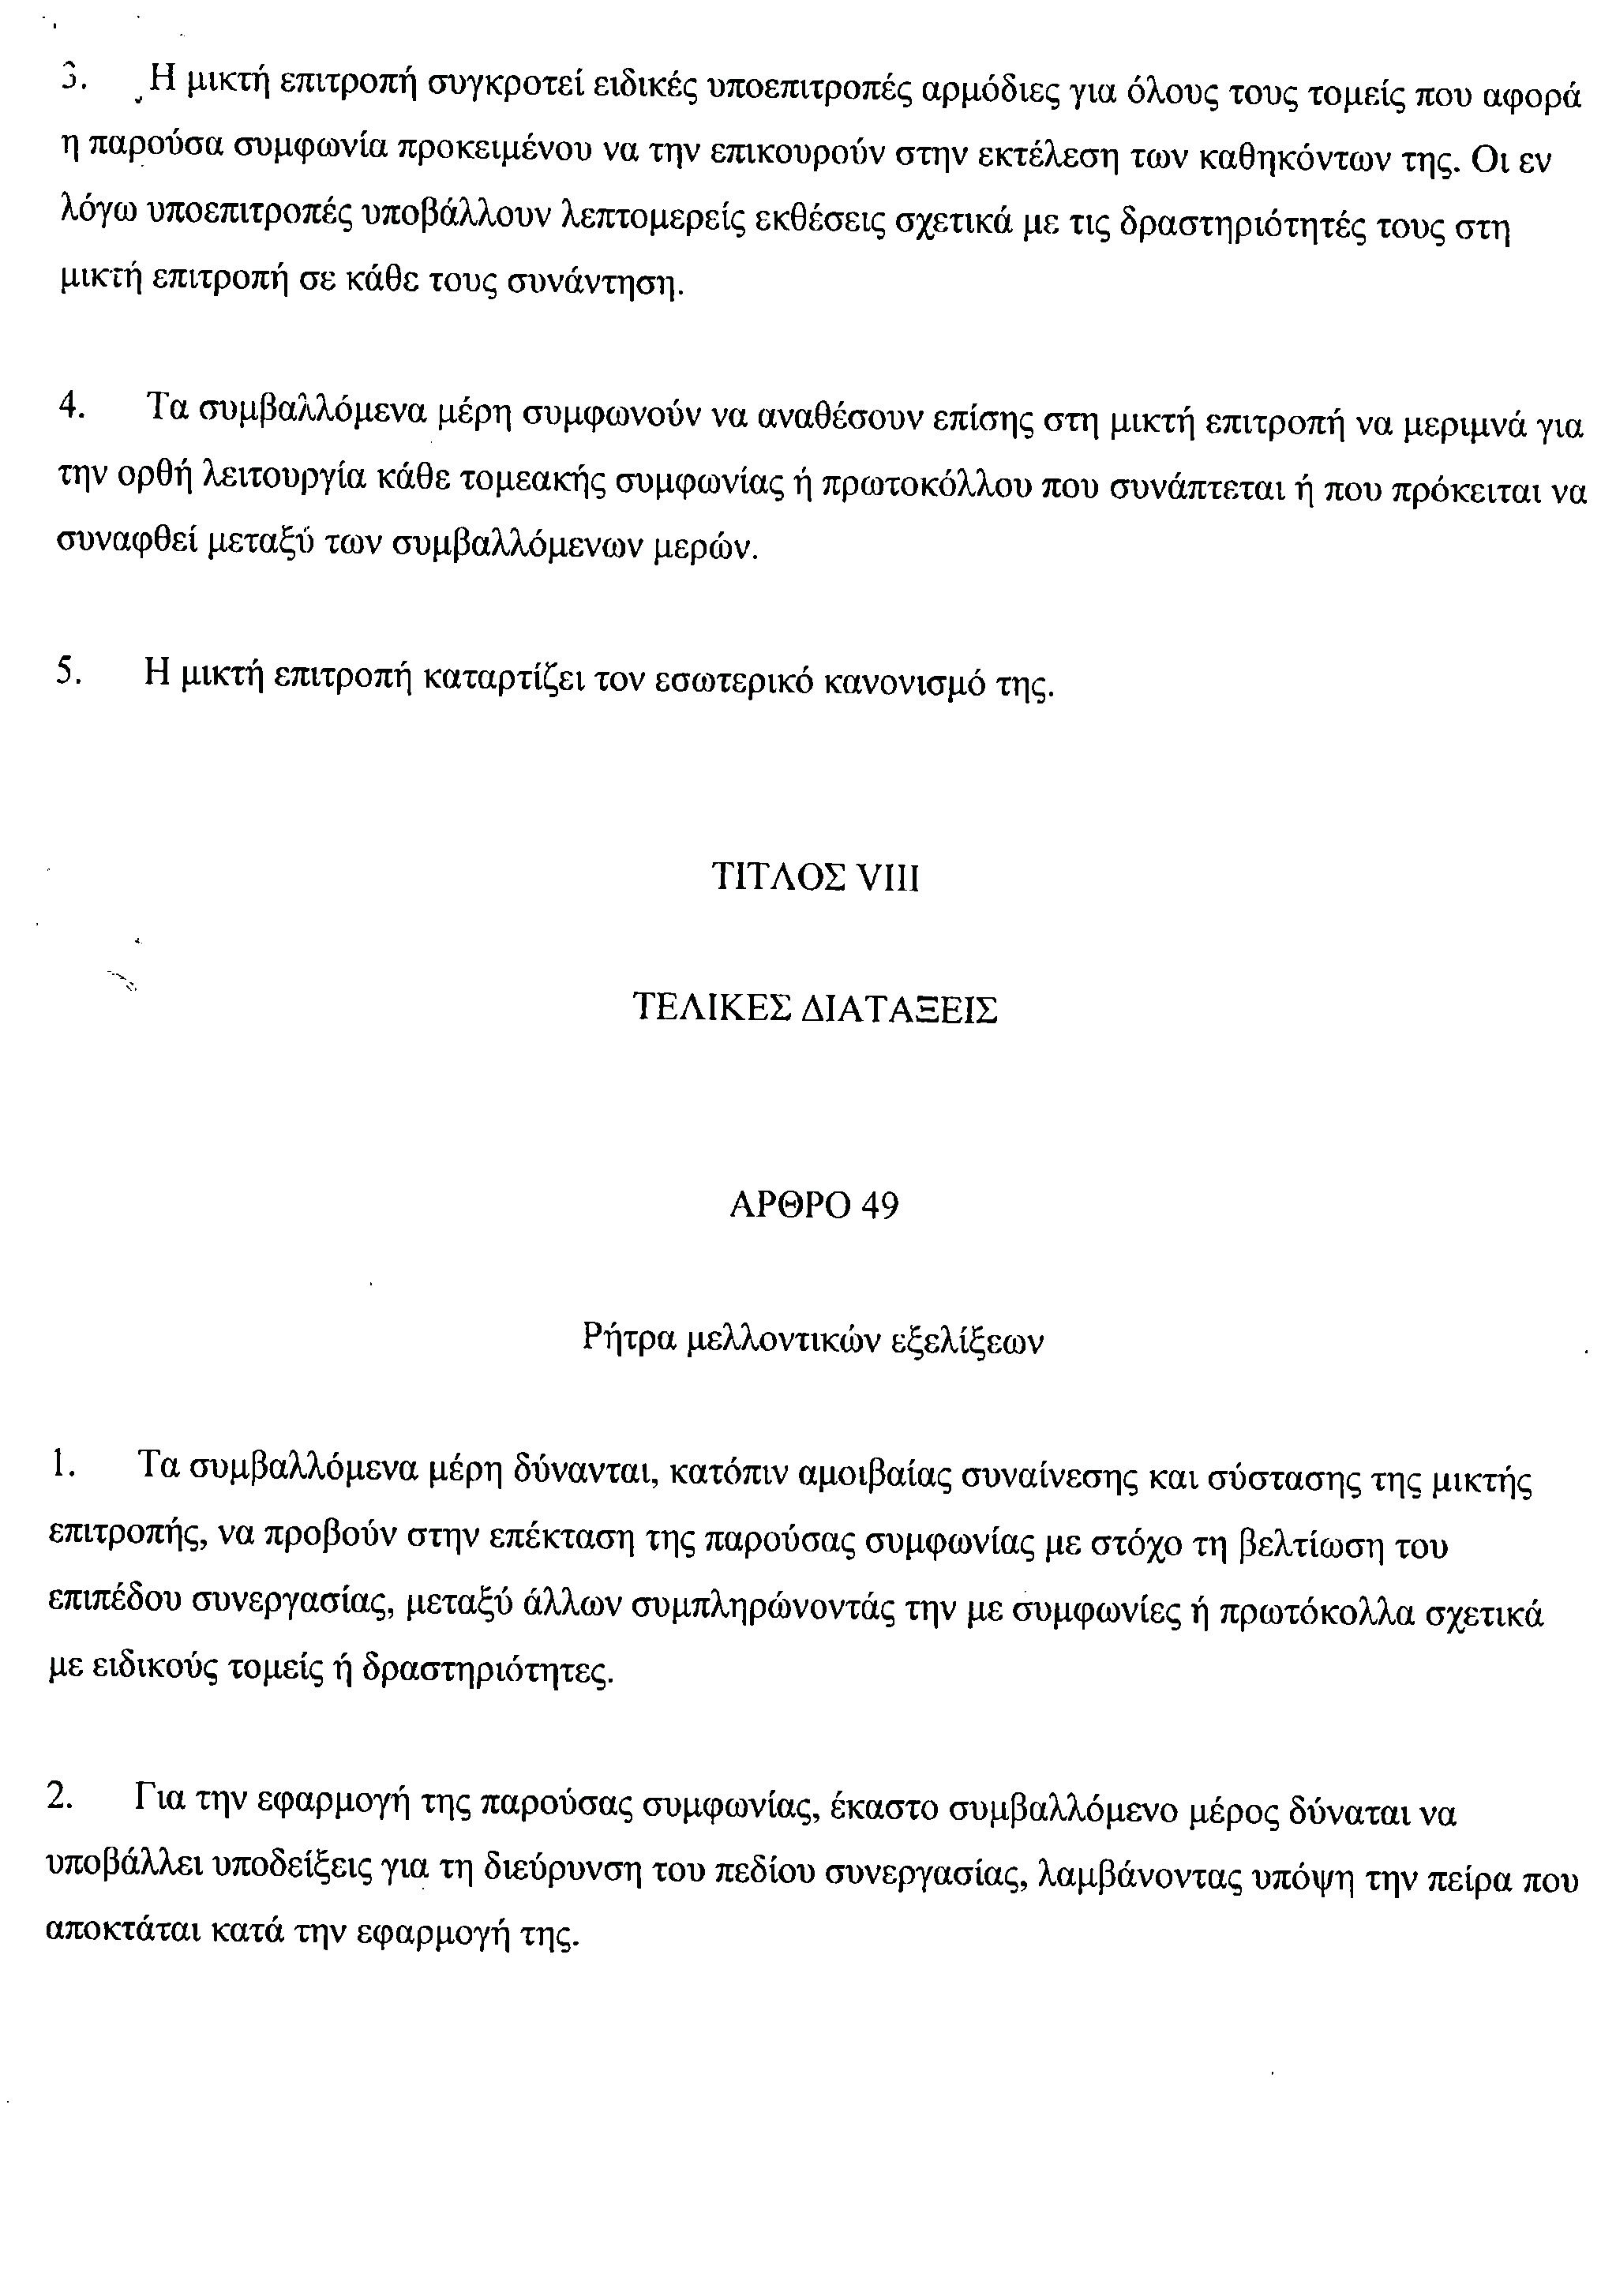 3. Η μικτή επιτροπή συγκροτεί ειδικές υποεπιτροπές αρμόδιες για όλους τους τομείς που αφορά
η παρούσα συμφωνία προκειμένου να την επικουρούν στην εκτέλεση των καθηκόντων της. Οι εν
λόγω υποεπιτροπές υποβάλλουν λεπτομερείς εκθέσεις σχετικά με τις δραστηριότητές τους στη
μικτή επιτροπή σε κάθε τους συνάντηση.
4. Τα συμβαλλόμενα μέρη συμφωνούν να αναθέσουν επίσης στη μικτή επιτροπή να μεριμνά για
την ορθή λειτουργία κάθε τομεακής συμφωνίας ή πρωτοκόλλου που συνάπτεται ή που πρόκειται να
συναφθεί μεταξύ των συμβαλλόμενων μερών.
5. Η μικτή επιτροπή καταρτίζει τον εσωτερικό κανονισμό της.
ΤΙΤΛΟΣ VIII
ΤΕΛΙΚΕΣ ΔΙΑΤΑΞΕΙΣ
ΑΡΘΡΟ 49
Ρήτρα μελλοντικών εξελίξεων
1. Τα συμβαλλόμενα μέρη δύνανται, κατόπιν αμοιβαίας συναίνεσης και σύστασης της μικτής
επιτροπής, να προβούν στην επέκταση της παρούσας συμφωνίας με στόχο τη βελτίωση του
επιπέδου συνεργασίας, μεταξύ άλλων συμπληρώνοντάς την με συμφωνίες ή πρωτόκολλα σχετικά
με ειδικούς τομείς ή δραστηριότητες.
2. Για την εφαρμογή της παρούσας συμφωνίας, έκαστο συμβαλλόμενο μέρος δύναται να
υποβάλλει υποδείξεις για τη διεύρυνση του πεδίου συνεργασίας, λαμβάνοντας υπόψη την πείρα που
αποκτάται κατά την εφαρμογή της.